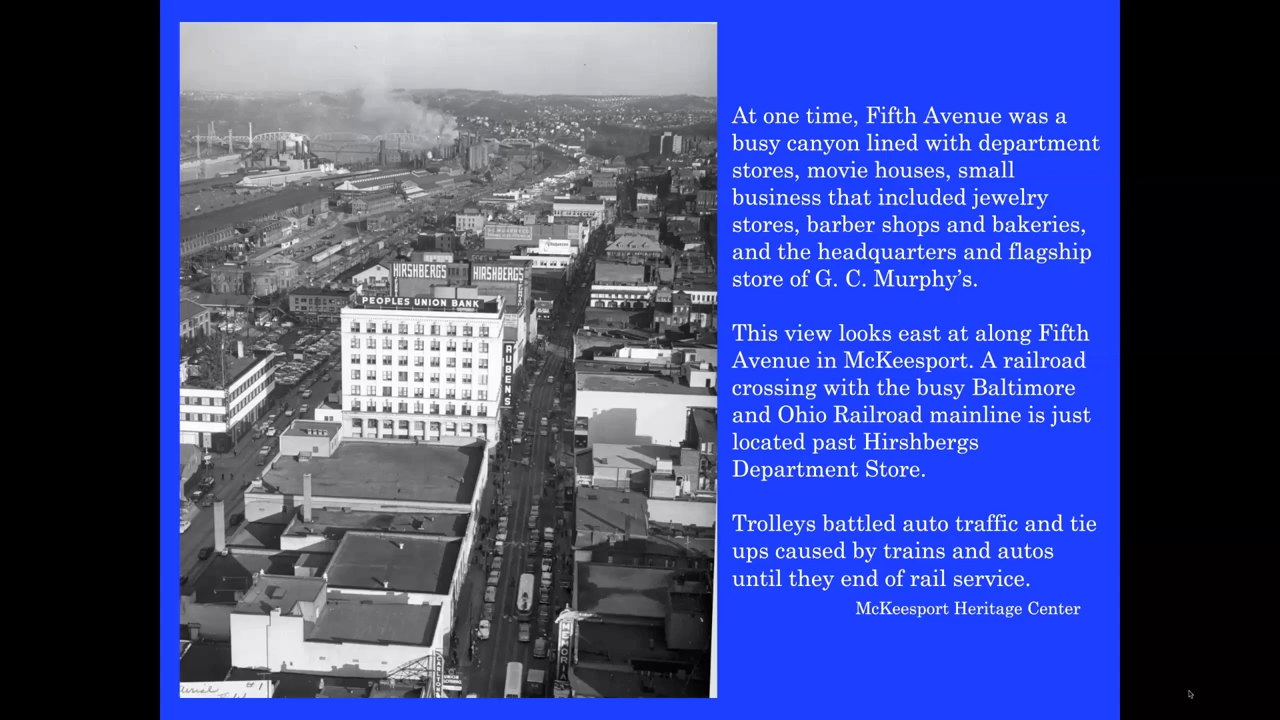 HIRSHBERGS HIRSHBERGS
PEOPLES UNION BANK
RUBEN'S
MEMORIA
At one time, Fifth Avenue was a
busy canyon lined with department
stores, movie houses, small
business that included jewelry
stores, barber shops and bakeries,
and the headquarters and flagship
store of G. C. Murphy’s.
This view looks east at along Fifth
Avenue in McKeesport. A railroad
crossing with the busy Baltimore
and Ohio Railroad mainline is just
located past Hirshbergs
Department Store.
Trolleys battled auto traffic and tie
ups caused by trains and autos
until they end of rail service.
McKeesport Heritage Center